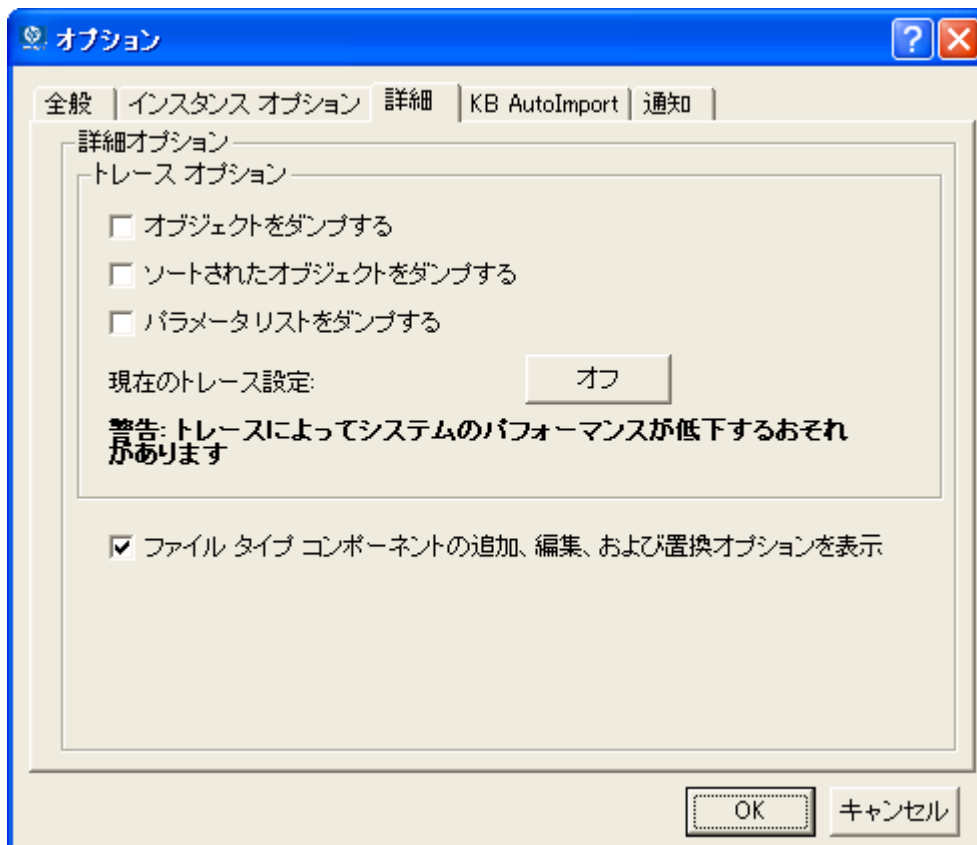 オプション
全般
インスタンス オプション
詳細
KB AutoImport
通知
詳細オプション
トレース オプション
オブジェクトをダンプする
ソートされたオブジェクトをダンプする
パラメータリストをダンプする
現在のトレース設定:
オフ
警告: トレースによってシステムのパフォーマンスが低下するおそれ
があります
ファイル タイプ コンポーネントの追加、編集、および置換オプションを表示
OK
キャンセル